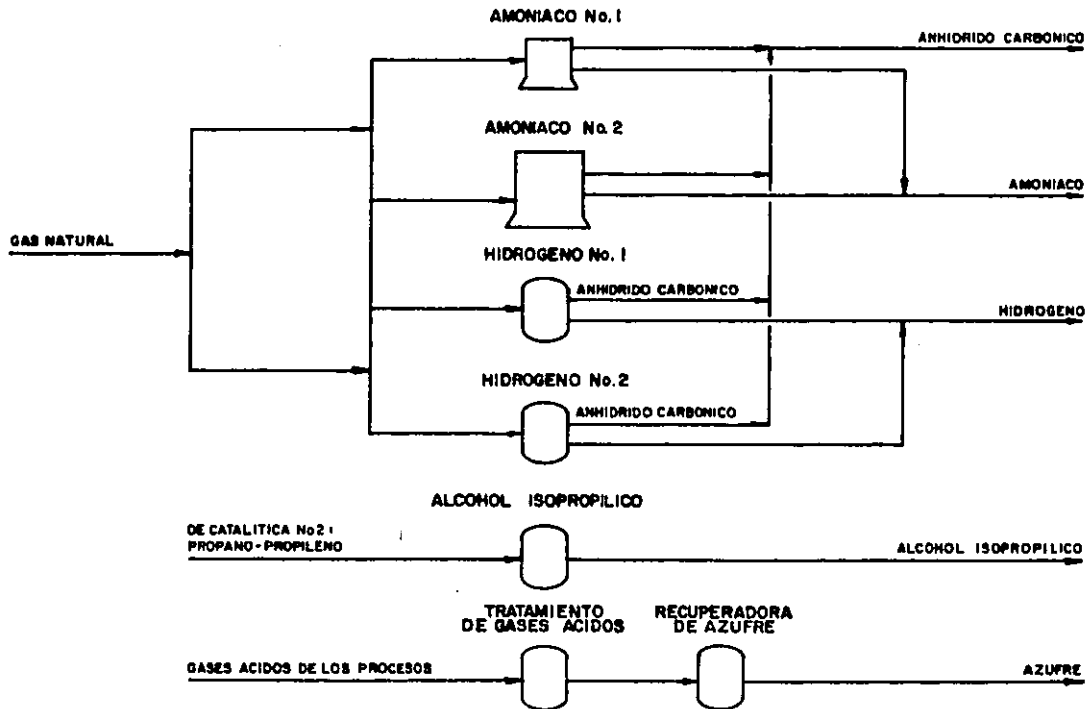 AMONIACO No. 1
ANHIDRIDO CARBONICO
AMONIACO No. 2
AMONIACO
GAS NATURAL
HIDROGENO No. 1
ANHIDRIDO CARBONICO
HIDROGENO
HIDROGENO No. 2
ANHIDRIDO CARBONICO
ALCOHOL ISOPROPILICO
DE CATALITICA No 2:
PROPANO-PROPILENO
ALCOHOL ISOPROPILICO
TRATAMIENTO
DE GASES ACIDOS
RECUPERADORA
DE AZUFRE
GASES ACIDOS DE LOS PROCESOS
AZUFRE